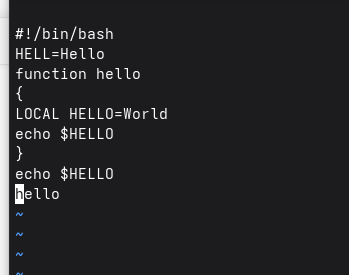 #!/bin/bash
HELL=Hello
function hello
{
LOCAL HELLO=World
echo $HELLO
}
echo $HELLO
hello
~
~
~
~